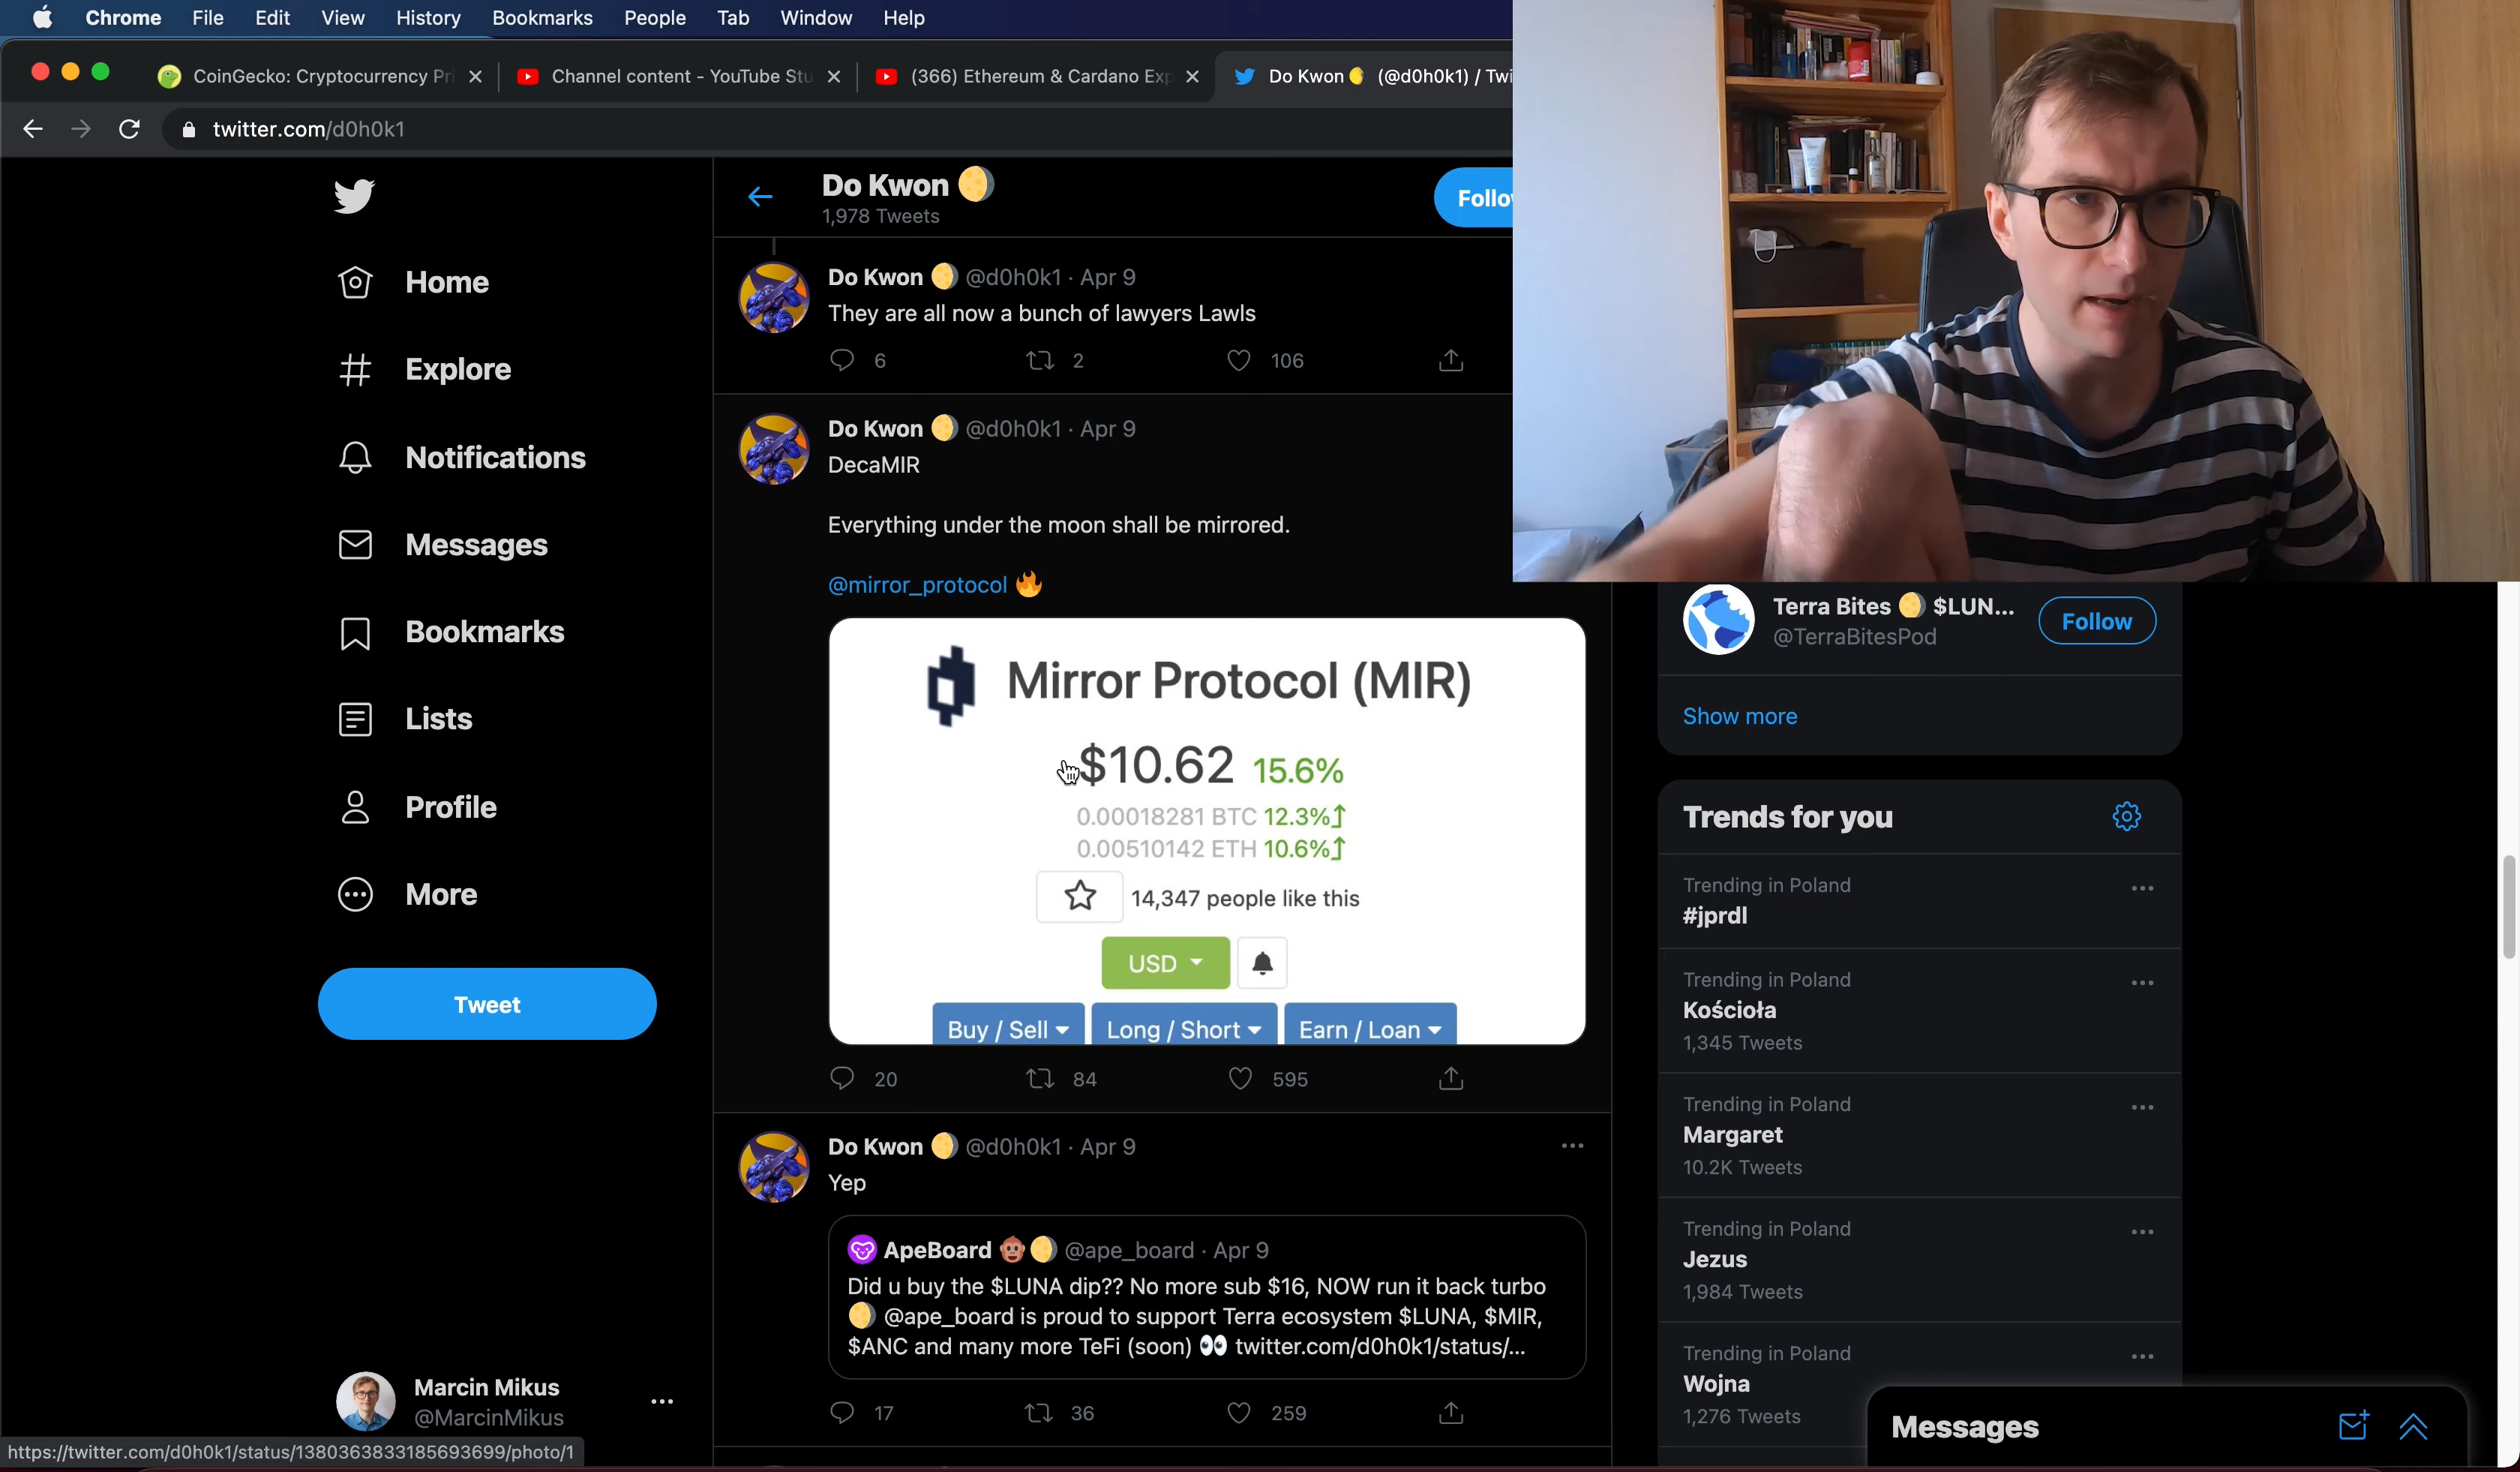 Chrome File Edit View History Bookmarks People Tab Window Help
CoinGecko: Cryptocurrency Pri
Channel content - YouTube Stu
(366) Ethereum & Cardano Exp
Do Kwon🌖 (@d0h0k1) / Twi
twitter.com/d0h0k1
Home
Explore
Notifications
Messages
Bookmarks
Lists
Profile
More
Tweet
Marcin Mikus
@MarcinMikus
https://twitter.com/d0h0k1/status/1380363833185693699/photo/1
Do Kwon 🌖
1,978 Tweets
Follo
Do Kwon 🌖 @d0h0k1 · Apr 9
They are all now a bunch of lawyers Lawls
6 2 106
Do Kwon 🌖 @d0h0k1 · Apr 9
DecaMIR
Everything under the moon shall be mirrored.
@mirror_protocol 🔥
Mirror Protocol (MIR)
$10.62 15.6%
0.00018281 BTC 12.3%
0.00510142 ETH 10.6%
14,347 people like this
USD
Buy / Sell Long / Short Earn / Loan
20 84 595
Do Kwon 🌖 @d0h0k1 · Apr 9
Yep
ApeBoard 🐵🌖 @ape_board · Apr 9
Did u buy the $LUNA dip?? No more sub $16, NOW run it back turbo
🌖 @ape_board is proud to support Terra ecosystem $LUNA, $MIR,
$ANC and many more TeFi (soon) 👀 twitter.com/d0h0k1/status/...
17 36 259
Terra Bites 🌖 $LUN...
@TerraBitesPod
Follow
Show more
Trends for you
Trending in Poland
#jprdl
Trending in Poland
Kościoła
1,345 Tweets
Trending in Poland
Margaret
10.2K Tweets
Trending in Poland
Jezus
1,984 Tweets
Trending in Poland
Wojna
1,276 Tweets
Messages